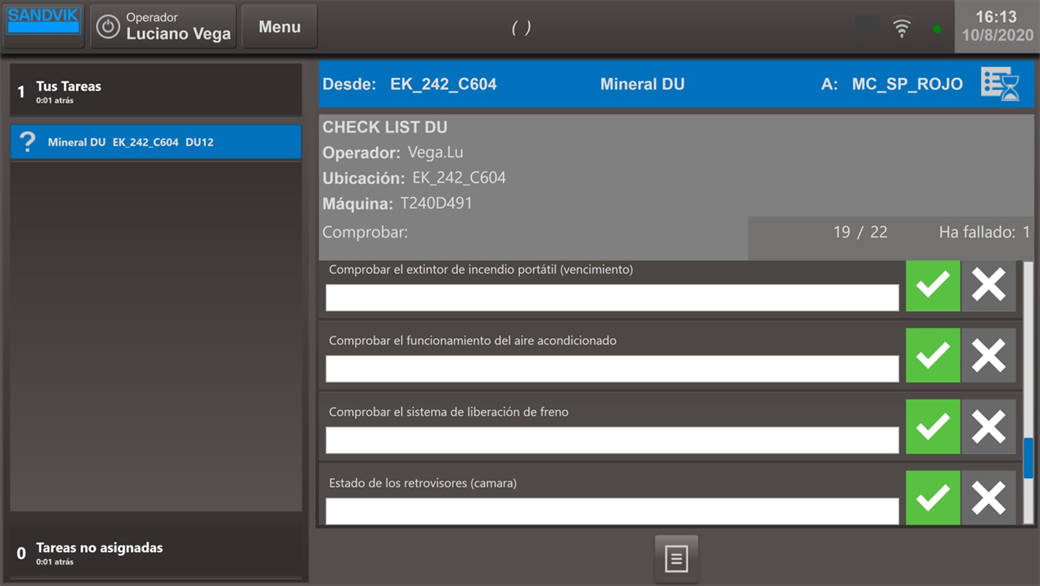 SANDVIK
Operador
Luciano Vega
Menu
( )
16:13
10/8/2020
1
Tus Tareas
0:01 atrás
? Mineral DU EK_242_C604 DU12
0
Tareas no asignadas
0:01 atrás
Desde: EK_242_C604 Mineral DU A: MC_SP_ROJO
CHECK LIST DU
Operador: Vega.Lu
Ubicación: EK_242_C604
Máquina: T240D491
Comprobar: 19 / 22 Ha fallado: 1
Comprobar el extintor de incendio portátil (vencimiento)
Comprobar el funcionamiento del aire acondicionado
Comprobar el sistema de liberación de freno
Estado de los retrovisores (camara)